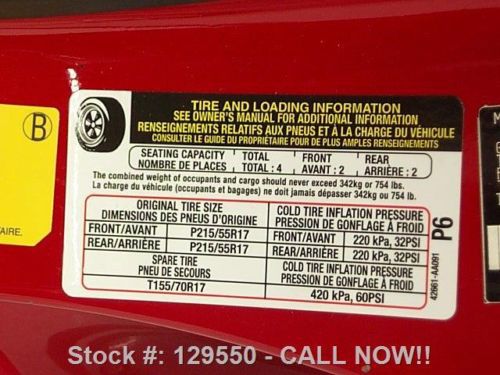 B
AIRE.
TIRE AND LOADING INFORMATION
SEE OWNER'S MANUAL FOR ADDITIONAL INFORMATION
RENSEIGNEMENTS RELATIFS AUX PNEUS ET À LA CHARGE DU VÉHICULE
CONSULTER LE GUIDE DU PROPRIÉTAIRE POUR DE PLUS AMPLES RENSEIGNEMENTS
SEATING CAPACITY TOTAL FRONT REAR
NOMBRE DE PLACES TOTAL : 4 AVANT : 2 ARRIÈRE : 2
The combined weight of occupants and cargo should never exceed 342kg or 754 lbs.
La charge du véhicule (occupants et bagages) ne doit jamais dépasser 342kg or 754 lbs.
ORIGINAL TIRE SIZE COLD TIRE INFLATION PRESSURE
DIMENSIONS DES PNEUS D'ORIGINE PRESSION DE GONFLAGE À FROID
FRONT/AVANT P215/55R17 FRONT/AVANT 220 kPa, 32PSI
REAR/ARRIÈRE P215/55R17 REAR/ARRIÈRE 220 kPa, 32PSI
SPARE TIRE COLD TIRE INFLATION PRESSURE
PNEU DE SECOURS PRESSION DE GONFLAGE À FROID
T155/70R17 420 kPa, 60PSI
P6
42661-AA091
Stock #: 129550 - CALL NOW!!